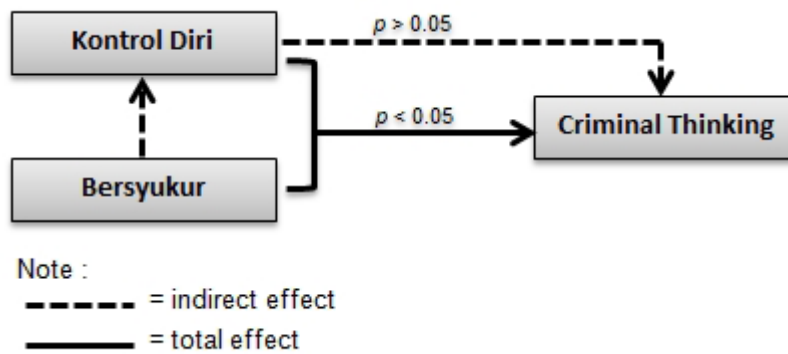 Kontrol Diri
p > 0.05
p < 0.05
Criminal Thinking
Bersyukur
Note :
= indirect effect
= total effect